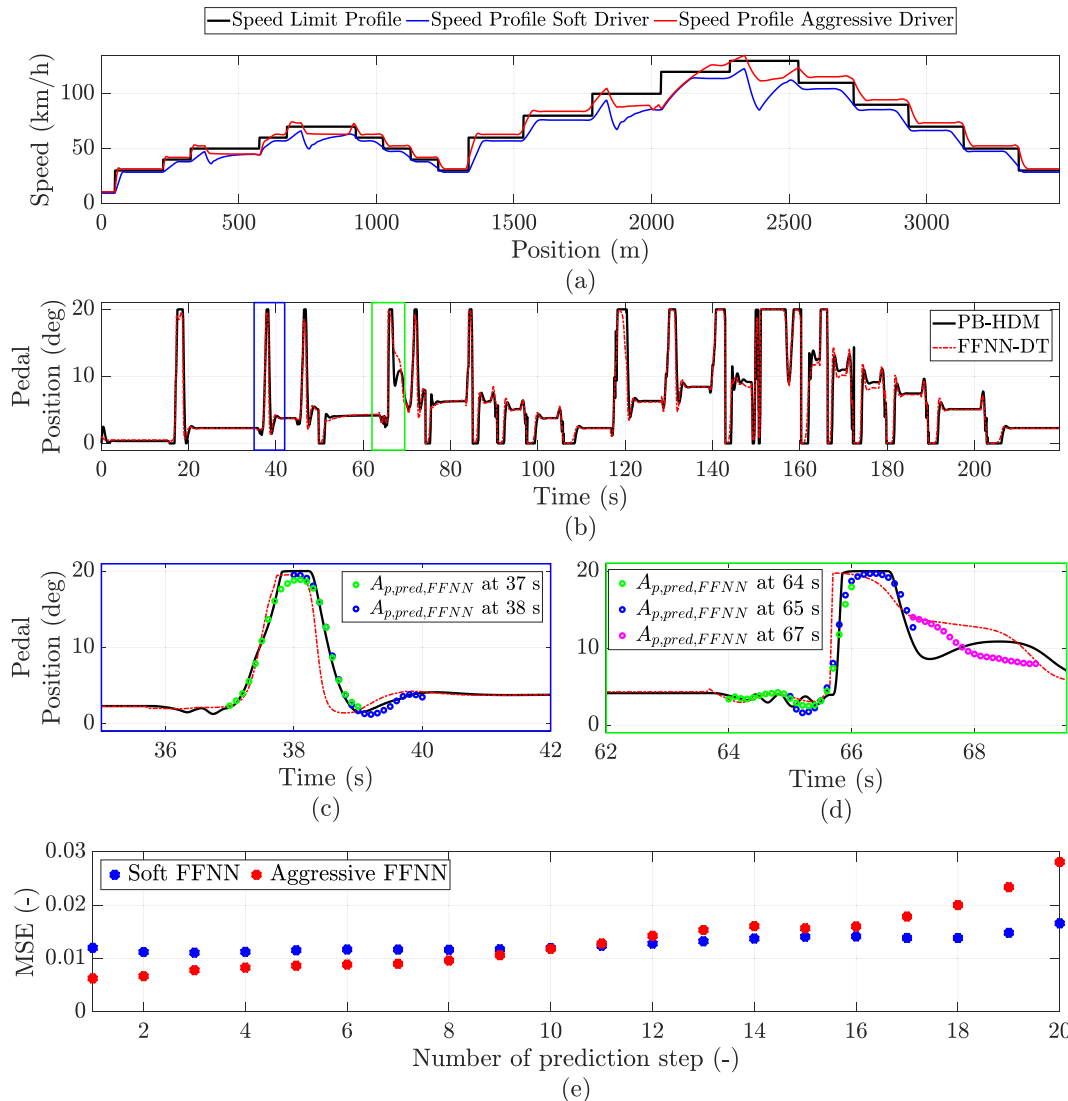 Speed Limit Profile Speed Profile Soft Driver Speed Profile Aggressive Driver
Speed (km/h)
100
50
0
0 500 1000 1500 2000 2500 3000
Position (m)
(a)
Pedal
Position (deg)
20
10
0
PB-HDM
FFNN-DT
0 20 40 60 80 100 120 140 160 180 200
Time (s)
(b)
Pedal
Position (deg)
20
10
0
A_{p,pred,FFNN} at 37 s
A_{p,pred,FFNN} at 38 s
36 38 40 42
Time (s)
(c)
Pedal
Position (deg)
20
10
0
A_{p,pred,FFNN} at 64 s
A_{p,pred,FFNN} at 65 s
A_{p,pred,FFNN} at 67 s
62 64 66 68
Time (s)
(d)
MSE (-)
0.03
0.02
0.01
0
Soft FFNN Aggressive FFNN
2 4 6 8 10 12 14 16 18 20
Number of prediction step (-)
(e)